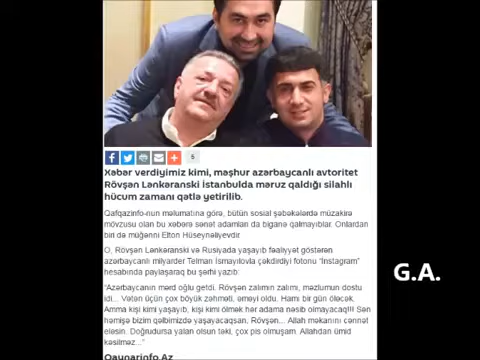 6
Xəbər verdiyimiz kimi, məşhur azərbaycanlı avtoritet
Rövşən Lənkəranski İstanbulda məruz qaldığı silahlı
hücum zamanı qətlə yetirilib.
Qafqazinfo-nun məlumatına görə, bütün sosial şəbəkələrdə müzakirə
mövzusu olan bu xəbərə sənət adamları da biganə qalmayıblar. Onlardan
biri də müğənni Elton Hüseynəliyevdir.
O, Rövşən Lənkəranski və Rusiyada yaşayıb fəaliyyət göstərən
azərbaycanlı milyarder Telman İsmayılovla çəkdirdiyi fotonu "Instagram"
hesabında paylaşaraq bu şərhi yazıb:
"Azərbaycanın mərd oğlu getdi. Rövşən zalımın zalımı, məzlumun dostu
idi... Vətən üçün çox böyük zəhməti, əməyi oldu. Hamı bir gün öləcək.
Amma kişi kimi yaşayıb, kişi kimi ölmək hər adama nəsib olmayacaq!!! Sən
həmişə bizim qəlbimizdə yaşayacaqsan, Rövşən... Allah məkanını cənnət
eləsin. Doğrudursa yalan olsun təki, çox pis olmuşam. Allahdan ümid
kəsilməz..."
Qaynarinfo.Az
G.A.